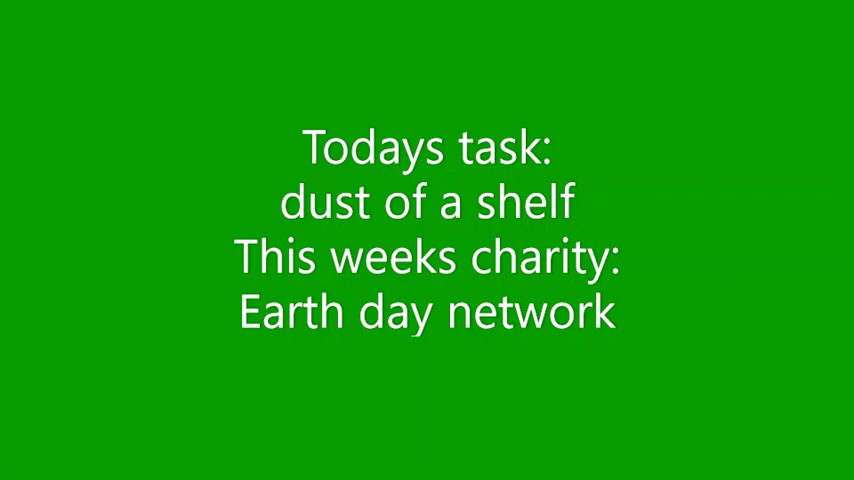 Todays task:
dust of a shelf
This weeks charity:
Earth day network